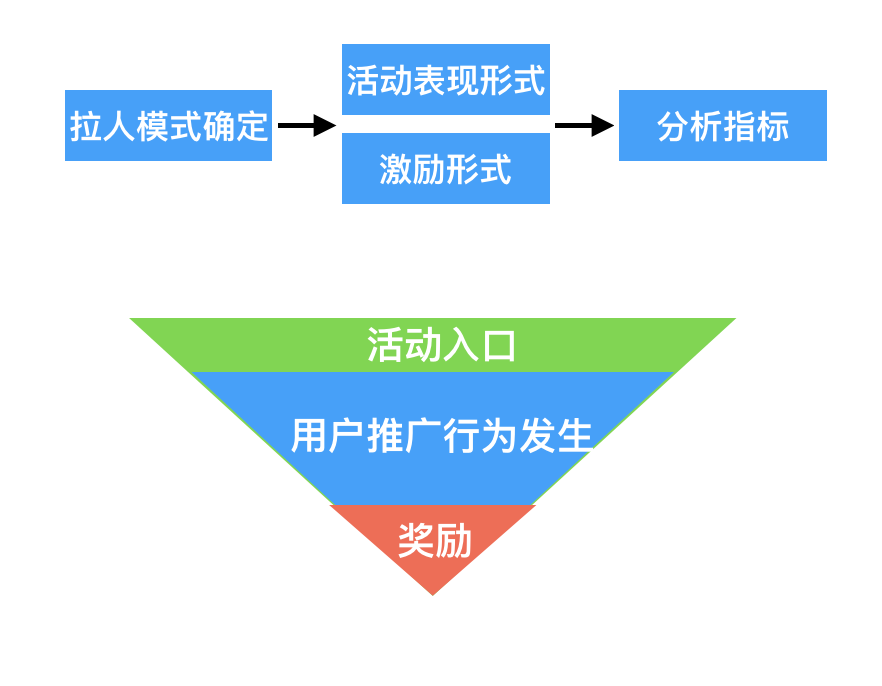 拉人模式确定
活动表现形式
激励形式
分析指标
活动入口
用户推广行为发生
奖励